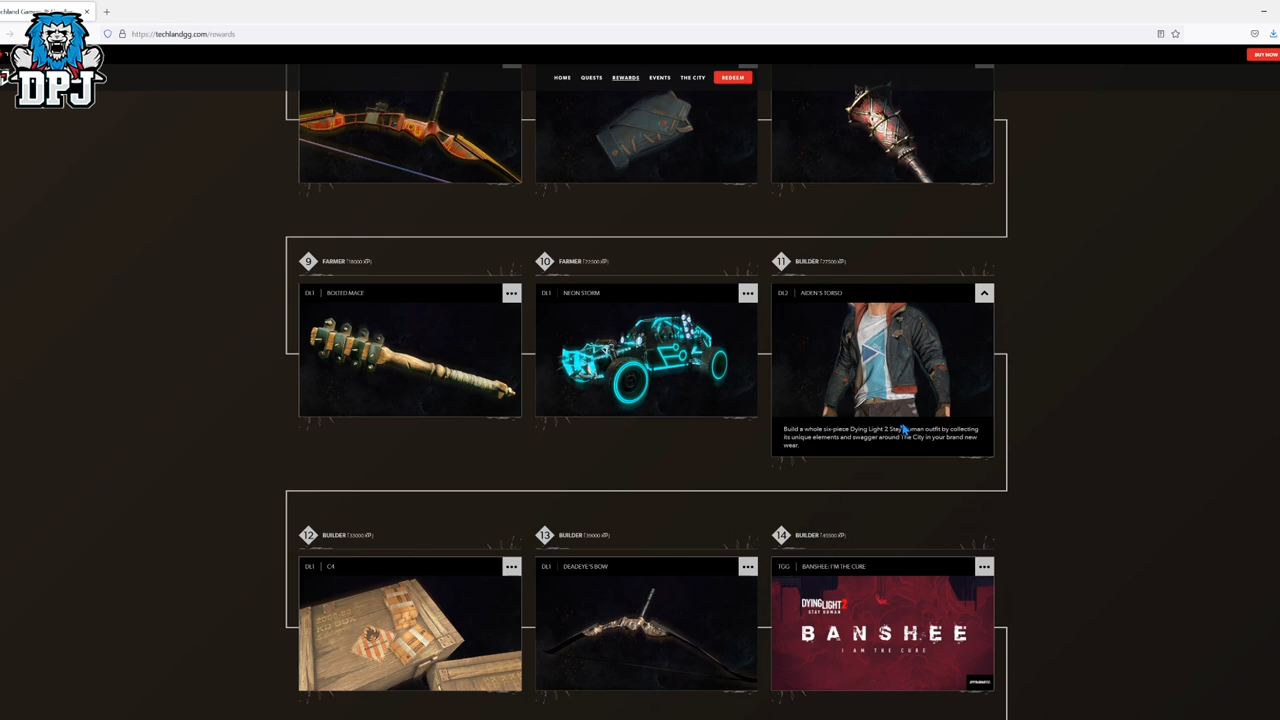 https://techlandgg.com/rewards
BUY NOW
DPJ
HOME QUESTS REWARDS EVENTS THE CITY REDEEM
9 FARMER
10 FARMER
11 BUILDER
DL1 | BOLTED MACE
DL1 | NEON STORM
DL2 | AIDEN'S TORSO
Build a whole six-piece Dying Light 2 Stay Human outfit by collecting
its unique elements and swagger around The City in your brand new
wear.
12 BUILDER
13 BUILDER
14 BUILDER
DL1 | C4
DL1 | DEADEYE'S BOW
TGG | BANSHEE: I'M THE CURE
DYING LIGHT 2
STAY HUMAN
BANSHEE
I AM THE CURE